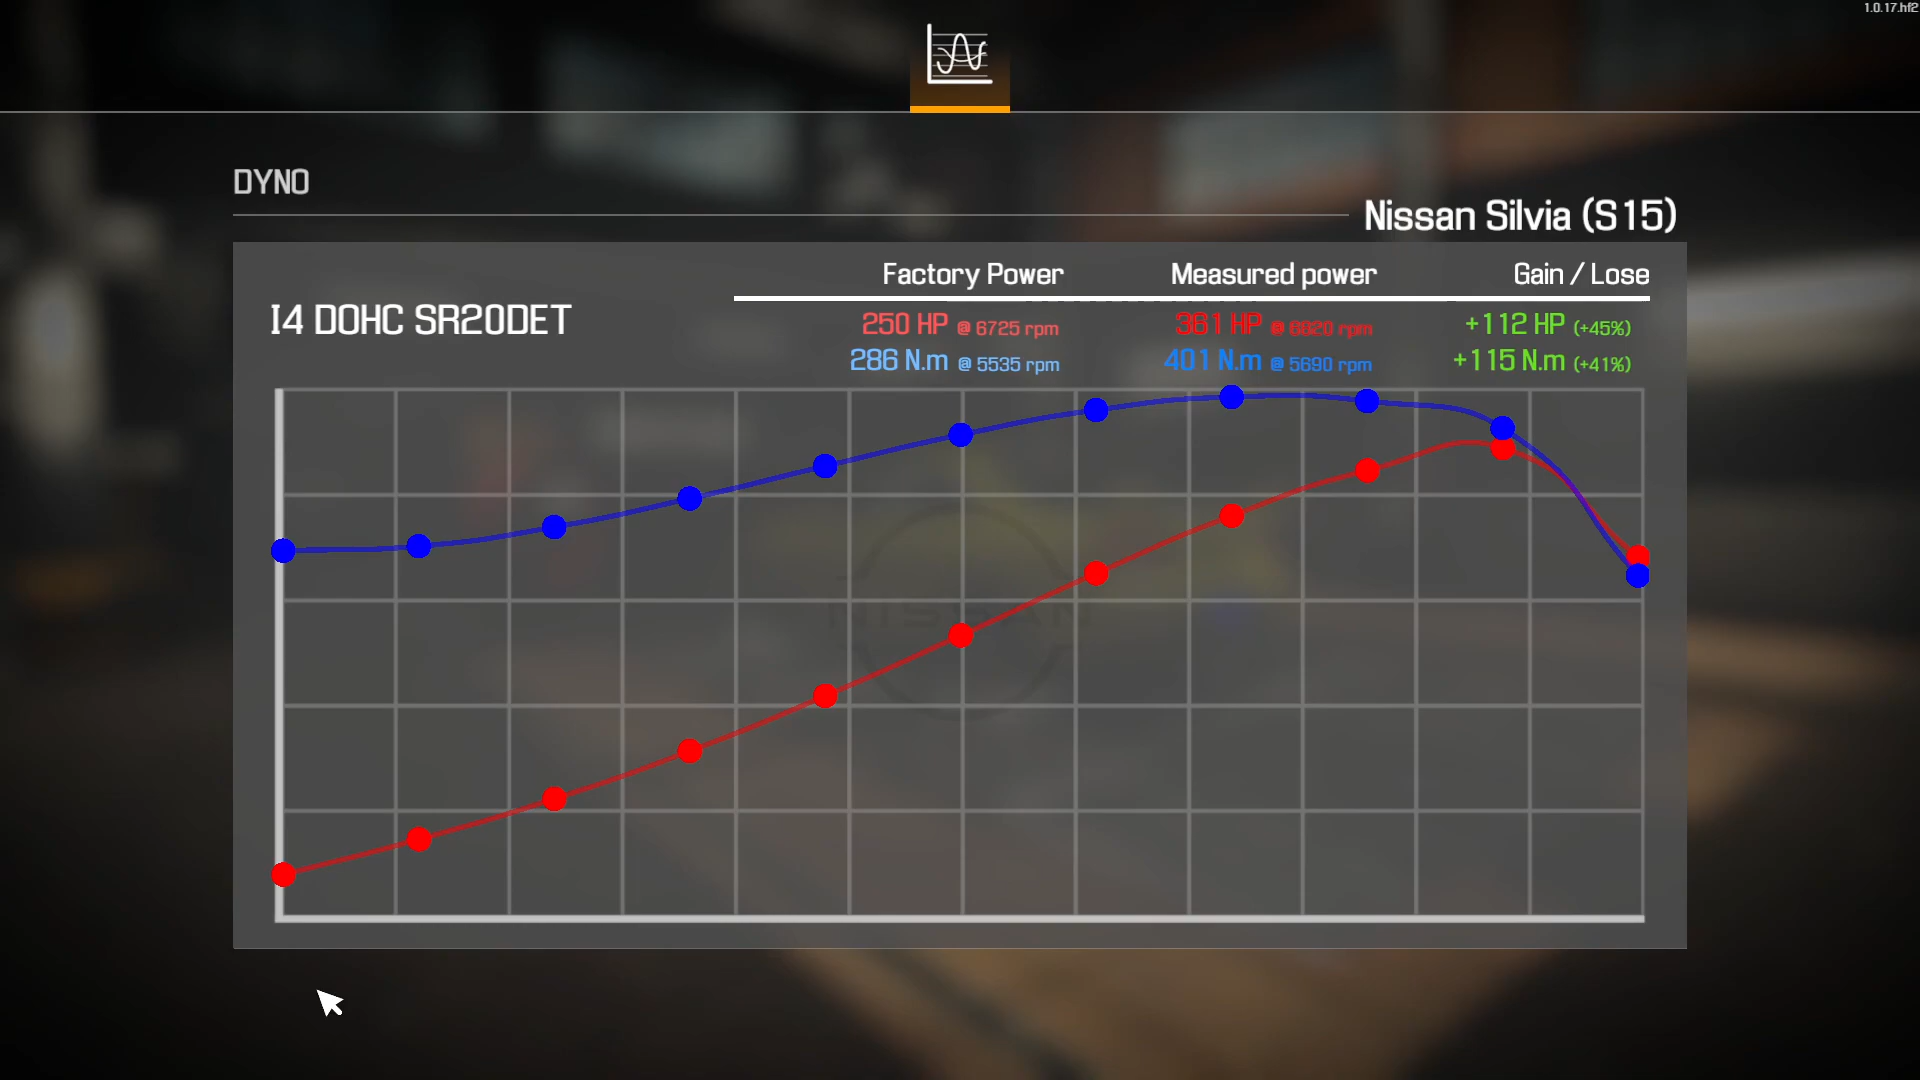 1.0.17.hf2
DYNO
Nissan Silvia (S15)
Factory Power Measured power Gain / Lose
I4 DOHC SR20DET
250 HP @ 6725 rpm 361 HP @ 6820 rpm +112 HP (+45%)
286 N.m @ 5535 rpm 401 N.m @ 5690 rpm +115 N.m (+41%)
NISSAN